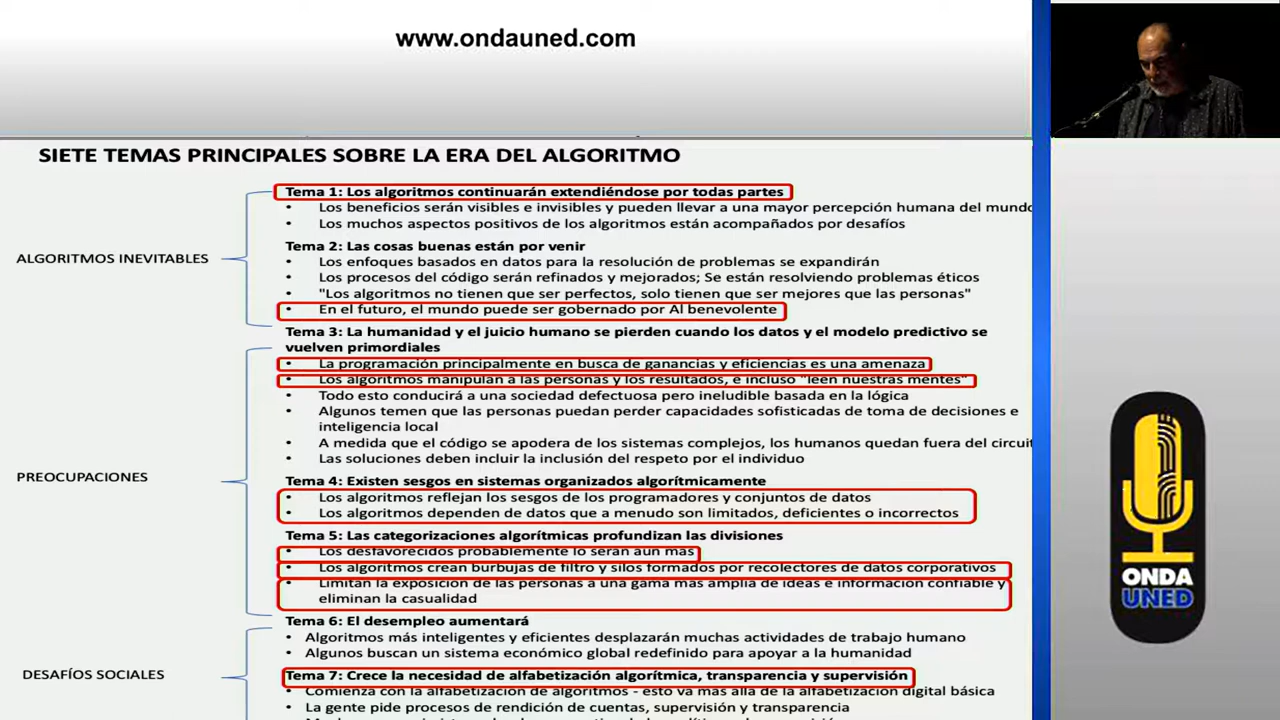 www.ondauned.com
SIETE TEMAS PRINCIPALES SOBRE LA ERA DEL ALGORITMO
ALGORITMOS INEVITABLES
Tema 1: Los algoritmos continuarán extendiéndose por todas partes
• Los beneficios serán visibles e invisibles y pueden llevar a una mayor percepción humana del mundo
• Los muchos aspectos positivos de los algoritmos están acompañados por desafíos
Tema 2: Las cosas buenas están por venir
• Los enfoques basados en datos para la resolución de problemas se expandirán
• Los procesos del código serán refinados y mejorados; Se están resolviendo problemas éticos
• "Los algoritmos no tienen que ser perfectos, solo tienen que ser mejores que las personas"
• En el futuro, el mundo puede ser gobernado por AI benevolente
PREOCUPACIONES
Tema 3: La humanidad y el juicio humano se pierden cuando los datos y el modelo predictivo se
vuelven primordiales
• La programación principalmente en busca de ganancias y eficiencias es una amenaza
• Los algoritmos manipulan a las personas y los resultados, e incluso "leen nuestras mentes"
• Todo esto conducirá a una sociedad defectuosa pero ineludible basada en la lógica
• Algunos temen que las personas puedan perder capacidades sofisticadas de toma de decisiones e
inteligencia local
• A medida que el código se apodera de los sistemas complejos, los humanos quedan fuera del circuit
• Las soluciones deben incluir la inclusión del respeto por el individuo
Tema 4: Existen sesgos en sistemas organizados algorítmicamente
• Los algoritmos reflejan los sesgos de los programadores y conjuntos de datos
• Los algoritmos dependen de datos que a menudo son limitados, deficientes o incorrectos
Tema 5: Las categorizaciones algorítmicas profundizan las divisiones
• Los desfavorecidos probablemente lo serán aún más
• Los algoritmos crean burbujas de filtro y silos formados por recolectores de datos corporativos
• Limitan la exposición de las personas a una gama más amplia de ideas e información confiable y
eliminan la casualidad
DESAFÍOS SOCIALES
Tema 6: El desempleo aumentará
• Algoritmos más inteligentes y eficientes desplazarán muchas actividades de trabajo humano
• Algunos buscan un sistema económico global redefinido para apoyar a la humanidad
Tema 7: Crece la necesidad de alfabetización algorítmica, transparencia y supervisión
• Comienza con la alfabetización de algoritmos - esto va más allá de la alfabetización digital básica
• La gente pide procesos de rendición de cuentas, supervisión y transparencia
ONDA
UNED